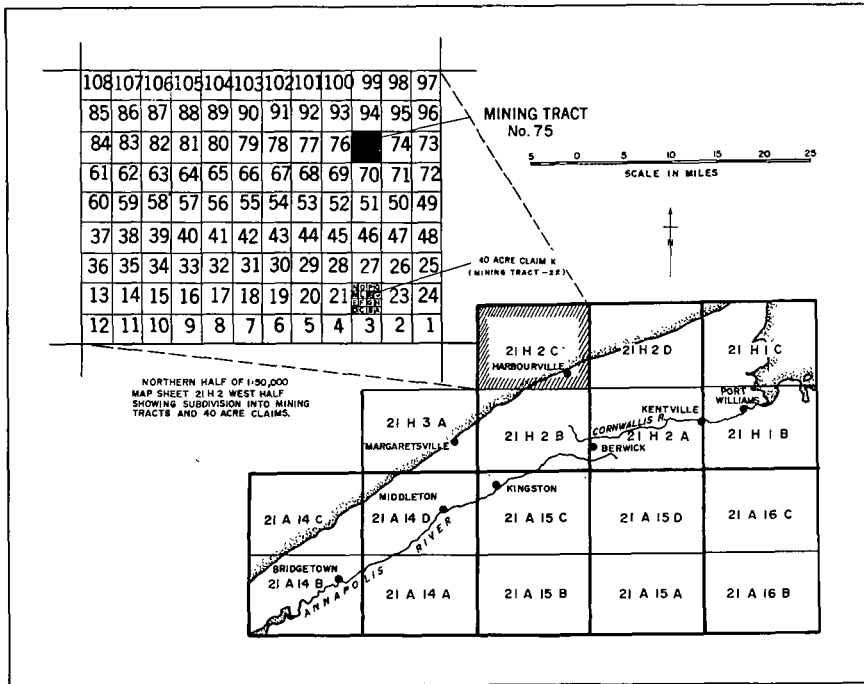 108 107 106 105 104 103 102 101 100 99 98 97
85 86 87 88 89 90 91 92 93 94 95 96
84 83 82 81 80 79 78 77 76 74 73
61 62 63 64 65 66 67 68 69 70 71 72
60 59 58 57 56 55 54 53 52 51 50 49
37 38 39 40 41 42 43 44 45 46 47 48
36 35 34 33 32 31 30 29 28 27 26 25
13 14 15 16 17 18 19 20 21 23 24
12 11 10 9 8 7 6 5 4 3 2 1
MINING TRACT
No. 75
5 0 5 10 15 20 25
SCALE IN MILES
N
40 ACRE CLAIM K
(MINING TRACT - 22)
NORTHERN HALF OF 1:50,000
MAP SHEET 21 H 2 WEST HALF
SHOWING SUBDIVISION INTO MINING
TRACTS AND 40 ACRE CLAIMS.
21 H 2 C
HARBOURVILLE
21 H 2 D
21 H 1 C
PORT
WILLIAMS
21 H 3 A
MARGARETSVILLE
21 H 2 B
KENTVILLE
CORNWALLIS R.
21 H 2 A
BERWICK
21 H 1 B
21 A 14 C
MIDDLETON
21 A 14 D
KINGSTON
21 A 15 C
21 A 15 D
21 A 16 C
BRIDGETOWN
21 A 14 B
ANNAPOLIS RIVER
21 A 14 A
21 A 15 B
21 A 15 A
21 A 16 B